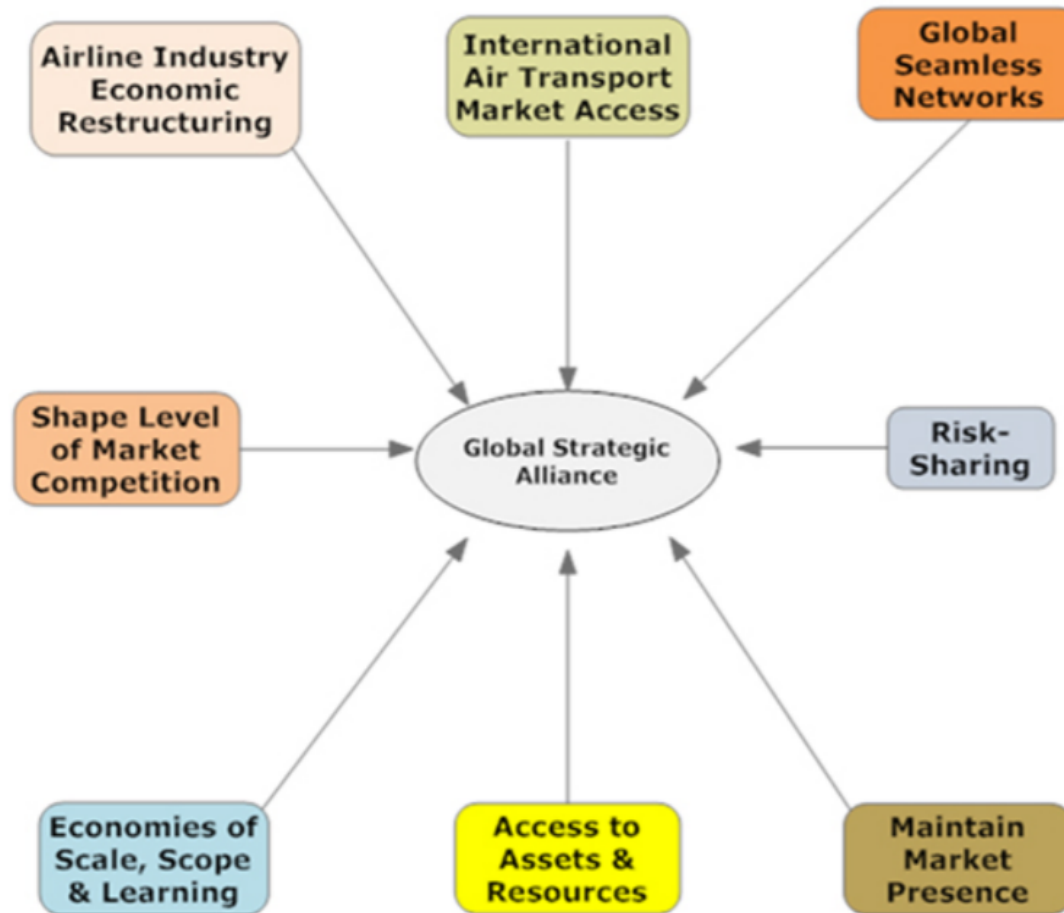 Airline Industry
Economic
Restructuring
International
Air Transport
Market Access
Global
Seamless
Networks
Shape Level
of Market
Competition
Global Strategic
Alliance
Risk-
Sharing
Economies of
Scale, Scope
& Learning
Access to
Assets &
Resources
Maintain
Market
Presence